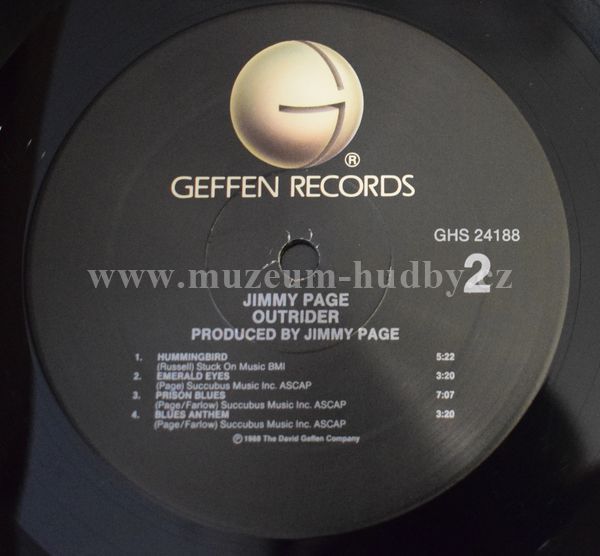 G
®
GEFFEN RECORDS
GHS 24188
2
www.muzeum-hudby.cz
JIMMY PAGE
OUTRIDER
PRODUCED BY JIMMY PAGE
1. HUMMINGBIRD 5:22
(Russell) Stuck On Music BMI
2. EMERALD EYES 3:20
(Page) Succubus Music Inc. ASCAP
3. PRISON BLUES 7:07
(Page/Farlow) Succubus Music Inc. ASCAP
4. BLUES ANTHEM 3:20
(Page/Farlow) Succubus Music Inc. ASCAP
℗1988 The David Geffen Company